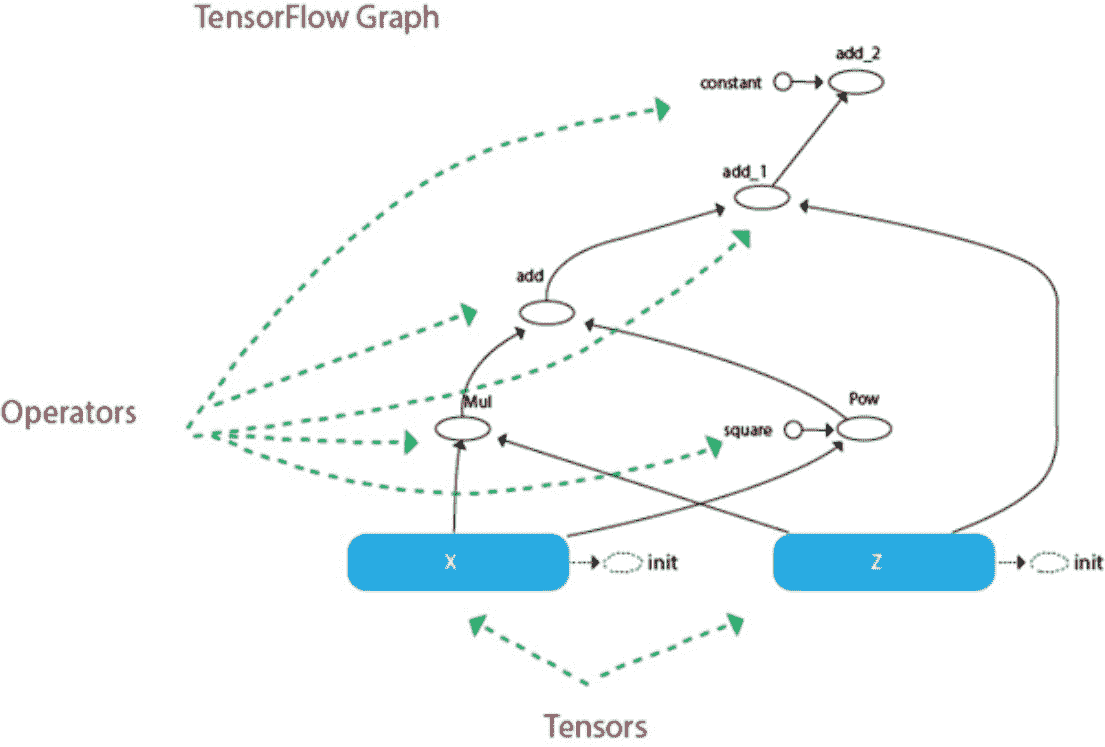 TensorFlow Graph
add_2
constant
add_1
add
Operators
Mul
Pow
square
X
init
Z
init
Tensors